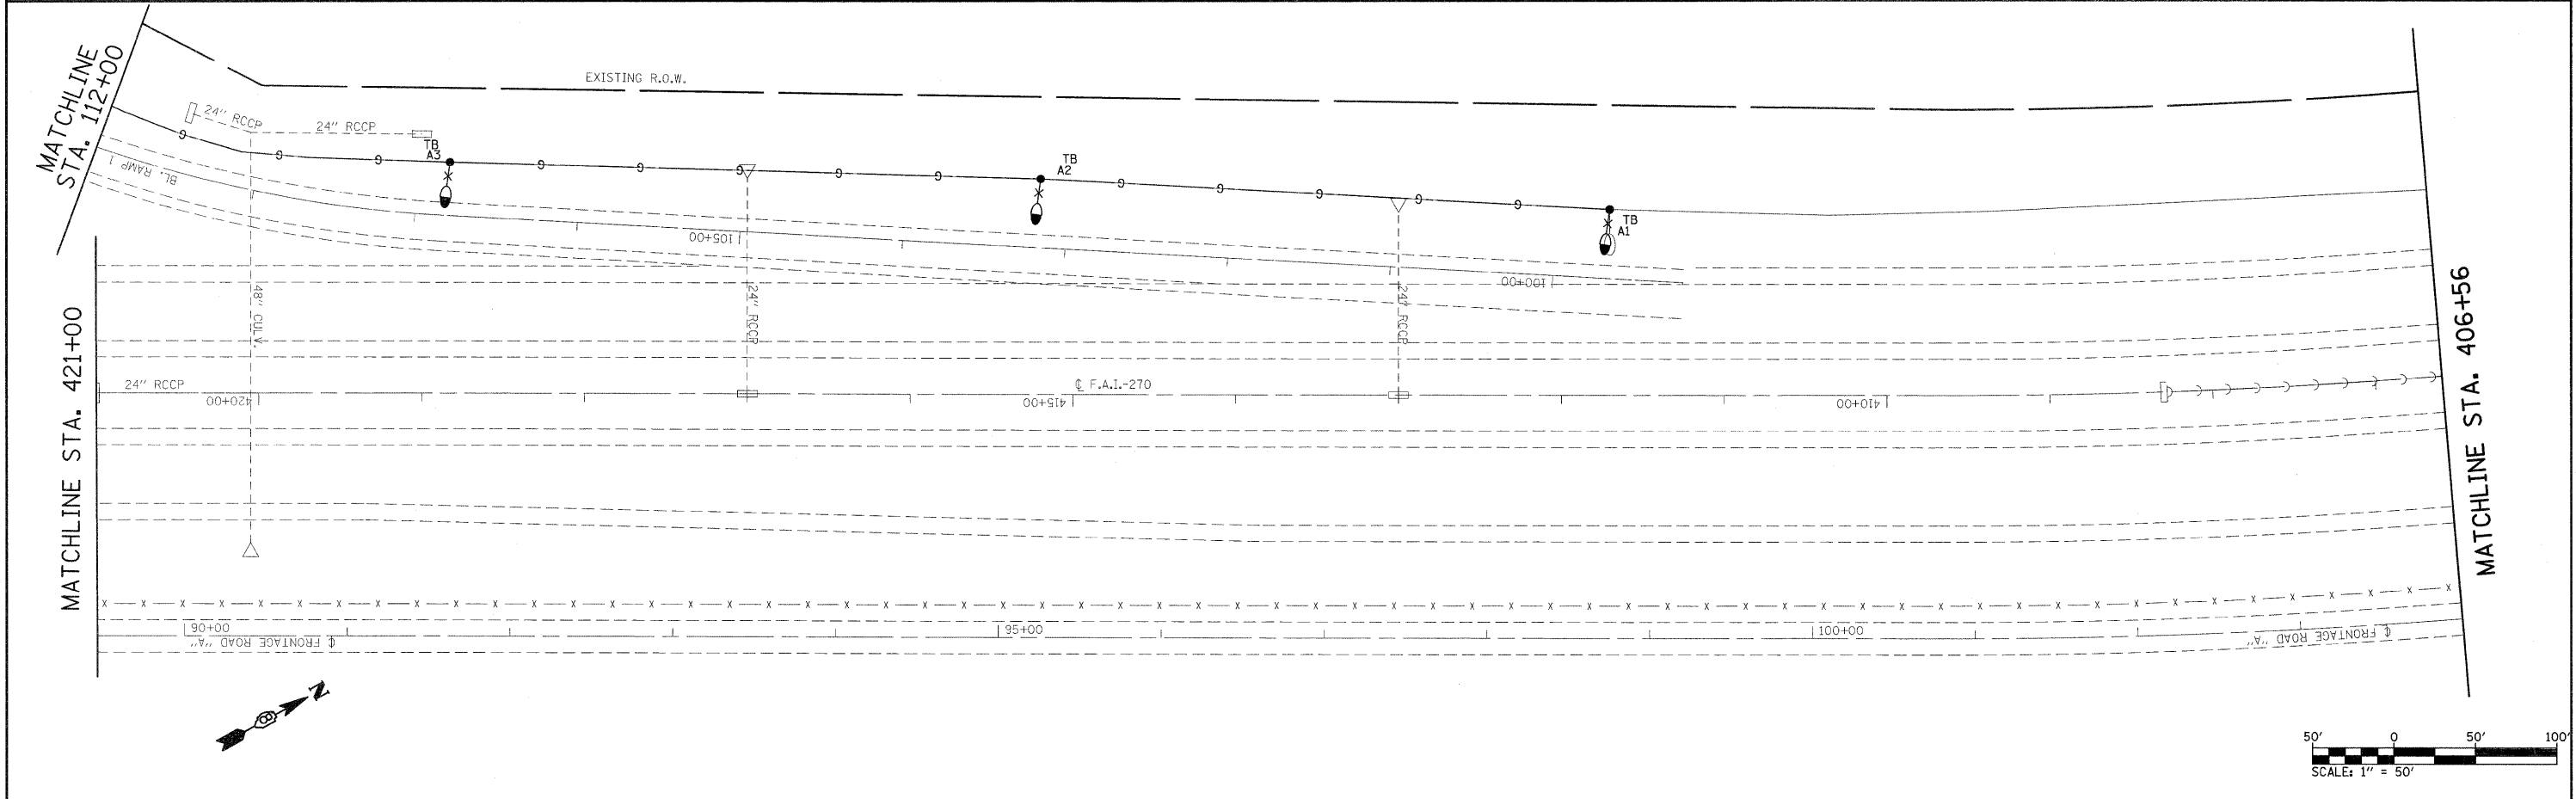 MATCHLINE
STA. 112+00
EXISTING R.O.W.
24" RCCP
24" RCCP
TB
A3
TB
A2
TB
A1
BL. RAMP 1
105+00
100+00
48" CULV.
24" RCCP
24" RCCP
MATCHLINE STA. 421+00
MATCHLINE STA. 406+56
24" RCCP
℄ F.A.I.-270
420+00
415+00
410+00
90+00
95+00
100+00
℄ FRONTAGE ROAD "A"
℄ FRONTAGE ROAD "A"
N
50' 0 50' 100'
SCALE: 1" = 50'